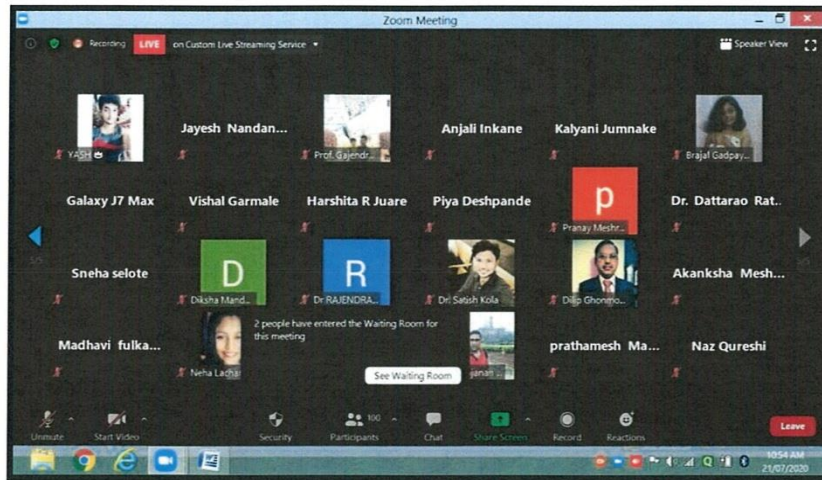 Zoom Meeting
Recording LIVE on Custom Live Streaming Service
Speaker View
YASH
Jayesh Nandan...
Prof. Gajendr...
Anjali Inkane
Kalyani Jumnake
Brajal Gadpay...
Galaxy J7 Max
Vishal Garmale
Harshita R Juare
Piya Deshpande
p
Pranay Meshr...
Dr. Dattarao Rat..
Sneha selote
D
Diksha Mand...
R
Dr RAJENDRA...
Dr. Satish Kola
Dilip Ghonmo...
Akanksha Mesh...
Madhavi fulka...
Neha Lachar
2 people have entered the Waiting Room for
this meeting
See Waiting Room
janan
prathamesh Ma...
Naz Qureshi
5/5
Unmute
Start Video
Security
Participants
100
Chat
Share Screen
Record
Reactions
Leave
10:54 AM
21/07/2020